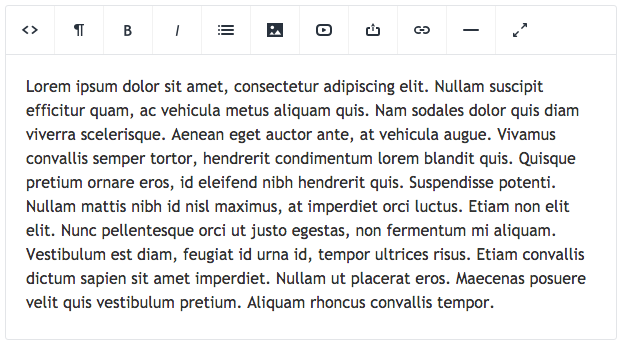 B I
Lorem ipsum dolor sit amet, consectetur adipiscing elit. Nullam suscipit
efficitur quam, ac vehicula metus aliquam quis. Nam sodales dolor quis diam
viverra scelerisque. Aenean eget auctor ante, at vehicula augue. Vivamus
convallis semper tortor, hendrerit condimentum lorem blandit quis. Quisque
pretium ornare eros, id eleifend nibh hendrerit quis. Suspendisse potenti.
Nullam mattis nibh id nisl maximus, at imperdiet orci luctus. Etiam non elit
elit. Nunc pellentesque orci ut justo egestas, non fermentum mi aliquam.
Vestibulum est diam, feugiat id urna id, tempor ultrices risus. Etiam convallis
dictum sapien sit amet imperdiet. Nullam ut placerat eros. Maecenas posuere
velit quis vestibulum pretium. Aliquam rhoncus convallis tempor.